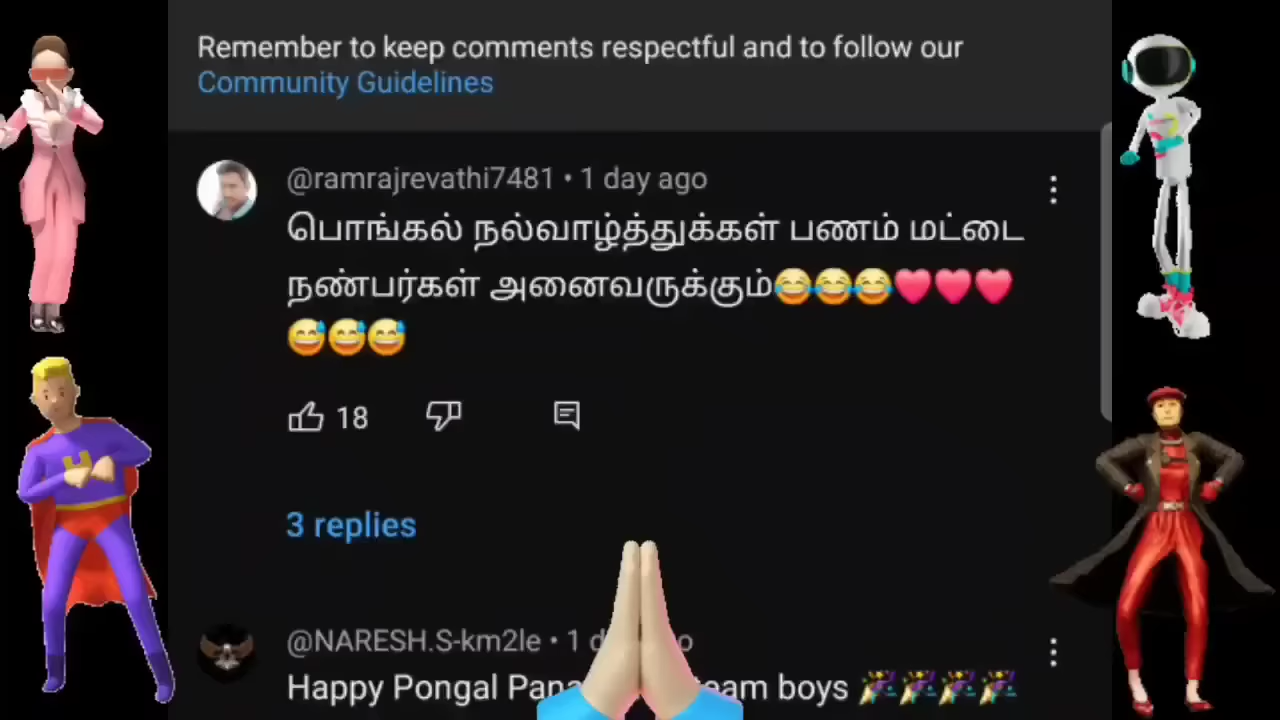 Remember to keep comments respectful and to follow our
Community Guidelines
@ramrajrevathi7481 • 1 day ago
பொங்கல் நல்வாழ்த்துக்கள் பணம் மட்டை
நண்பர்கள் அனைவருக்கும்😂😂😂❤️❤️❤️
😅😅😅
18
3 replies
@NARESH.S-km2le • 1
Happy Pongal boys 🎉🎉🎉🎉